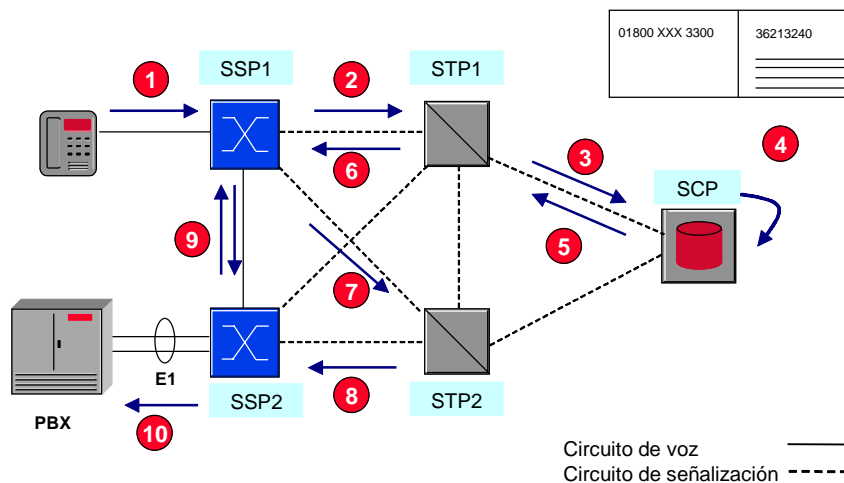 01800 XXX 3300
36213240
SSP1
STP1
1
2
3
4
6
SCP
5
9
7
E1
SSP2
8
STP2
PBX
10
Circuito de voz
Circuito de señalización